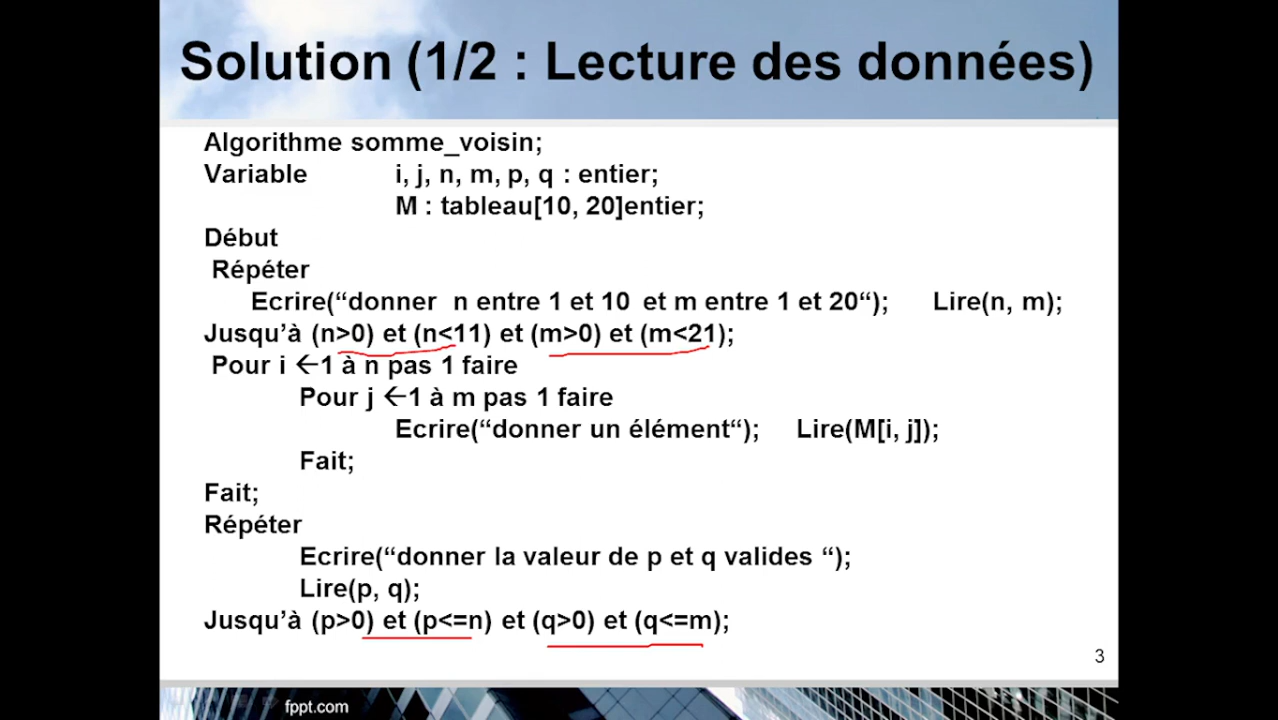 Solution (1/2 : Lecture des données)
Algorithme somme_voisin;
Variable i, j, n, m, p, q : entier;
M : tableau[10, 20]entier;
Début
Répéter
Ecrire(“donner n entre 1 et 10 et m entre 1 et 20“); Lire(n, m);
Jusqu’à (n>0) et (n<11) et (m>0) et (m<21);
Pour i ←1 à n pas 1 faire
Pour j ←1 à m pas 1 faire
Ecrire(“donner un élément“); Lire(M[i, j]);
Fait;
Fait;
Répéter
Ecrire(“donner la valeur de p et q valides “);
Lire(p, q);
Jusqu’à (p>0) et (p<=n) et (q>0) et (q<=m);
3
fppt.com